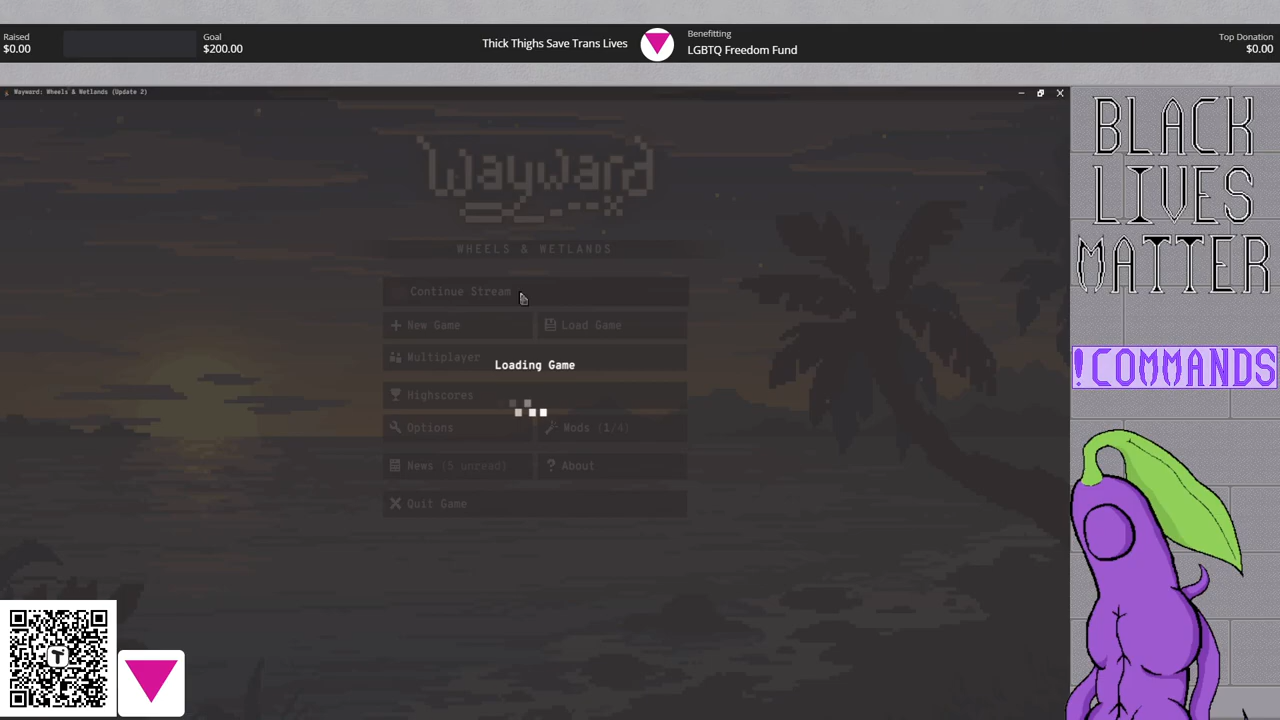 Raised
$0.00
Goal
$200.00
Thick Thighs Save Trans Lives
Benefitting
LGBTQ Freedom Fund
Top Donation
$0.00
Wayward: Wheels & Wetlands (Update 2)
Wayward
WHEELS & WETLANDS
Continue Stream
New Game
Load Game
Multiplayer
Loading Game
Highscores
Options
Mods (1/4)
News (5 unread)
? About
Quit Game
BLACK
LIVES
MATTER
!COMMANDS
T